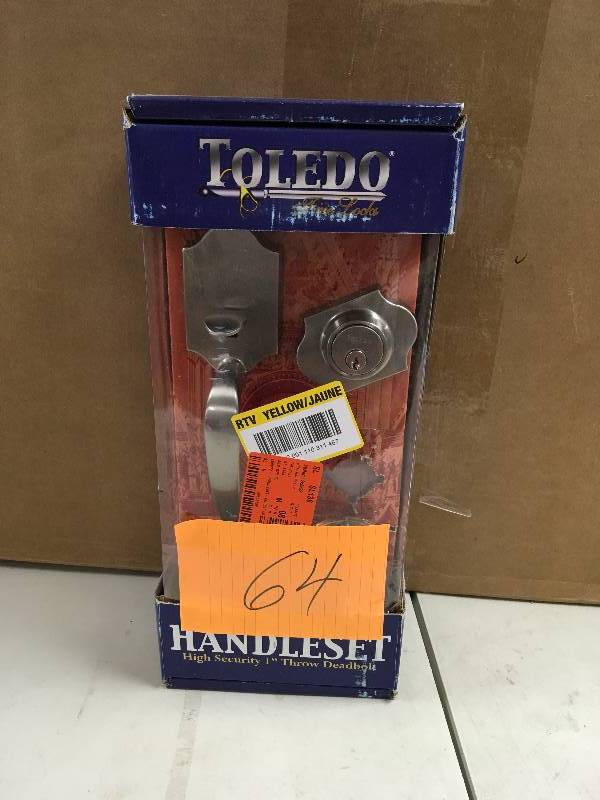 TOLEDO®
Fine Locks
RTV YELLOW/JAUNE
64
HANDLESET
High Security 1" Throw Deadbolt